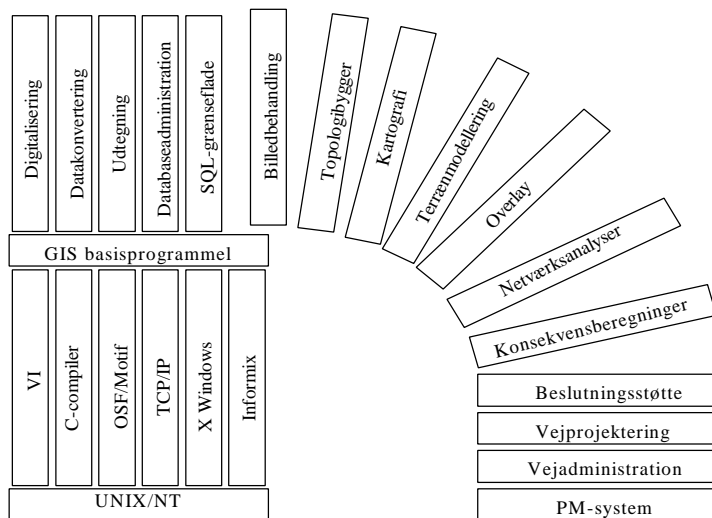 Digitalisering
Datakonvertering
Udtegning
Databaseadministration
SQL-grænseflade
Billedbehandling
Topologibygger
Kartografi
Terrænmodellering
Overlay
Netværksanalyser
Konsekvensberegninger
GIS basisprogrammel
VI
C-compiler
OSF/Motif
TCP/IP
X Windows
Informix
UNIX/NT
Beslutningsstøtte
Vejprojektering
Vejadministration
PM-system